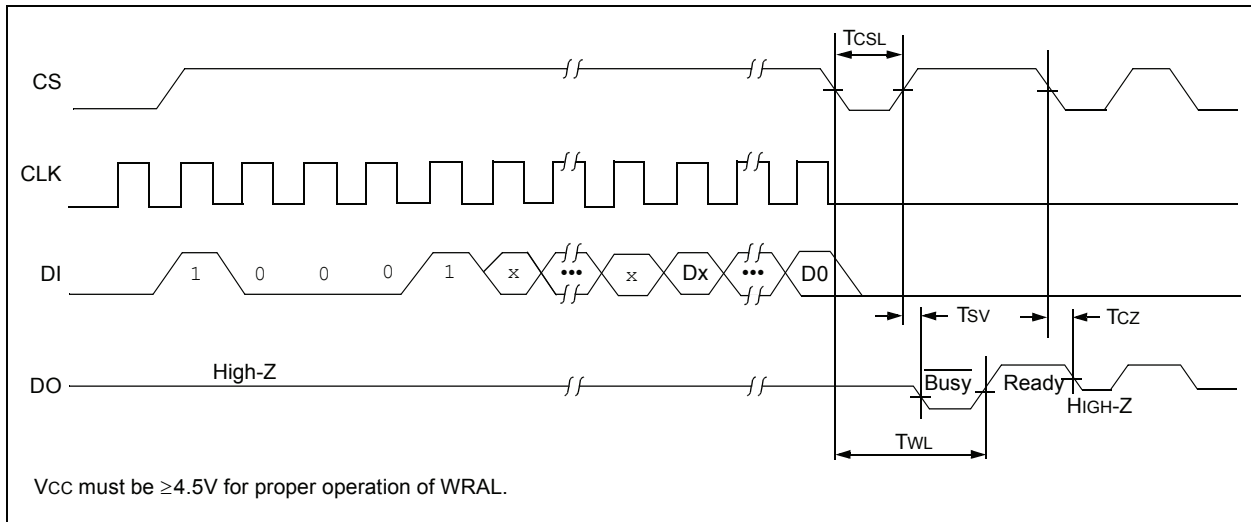 TCSL
CS
CLK
DI 1 0 0 0 1 x ••• x Dx ••• D0
TSV
TCZ
DO High-Z Busy Ready
HIGH-Z
TWL
VCC must be ≥4.5V for proper operation of WRAL.